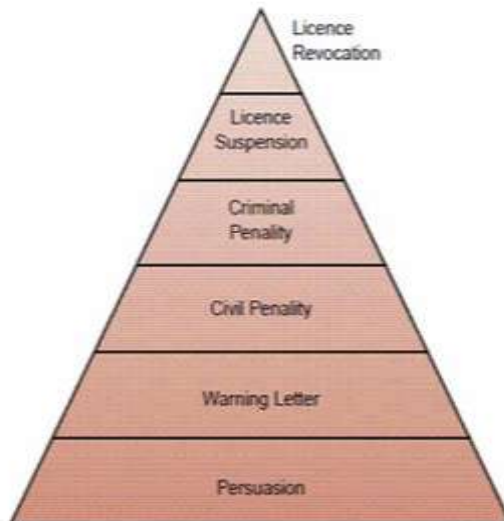 Licence
Revocation
Licence
Suspension
Criminal
Penality
Civil Penality
Warning Letter
Persuasion